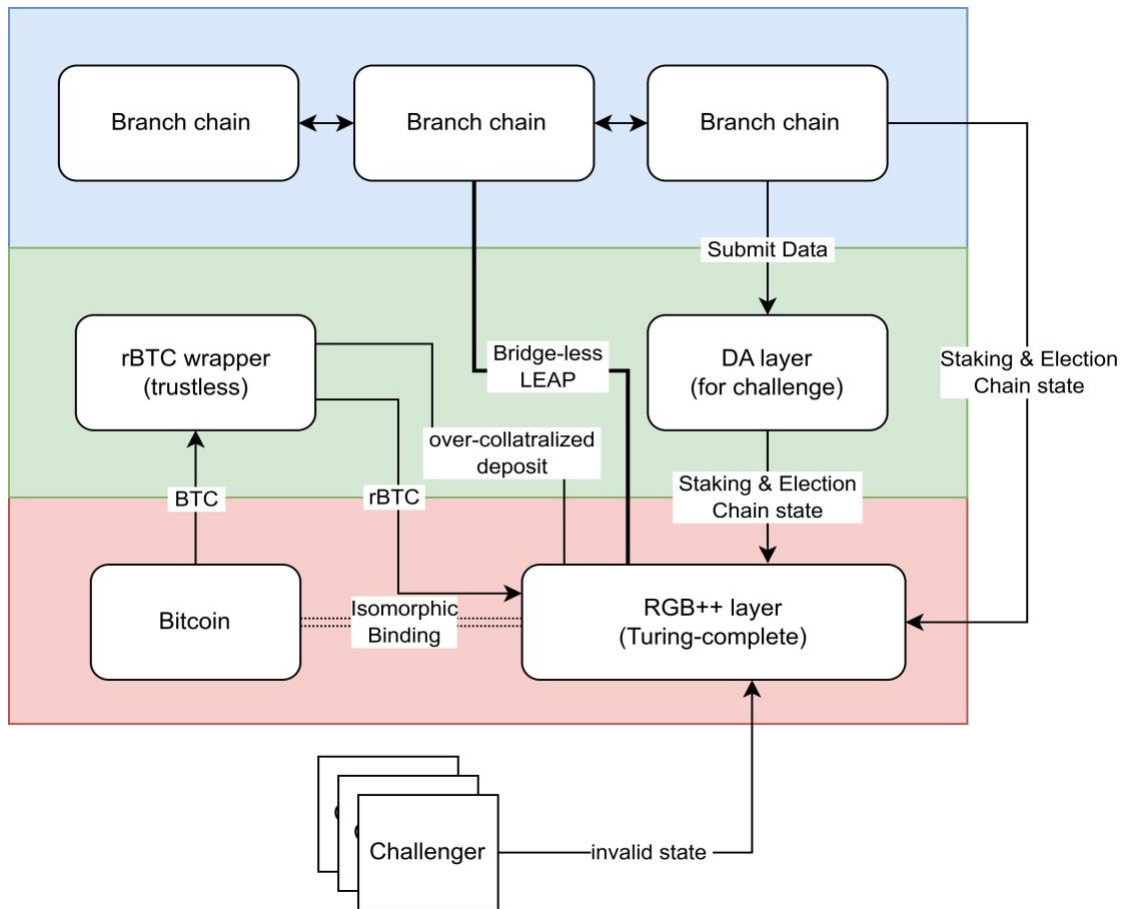 Branch chain
Branch chain
Branch chain
Submit Data
rBTC wrapper
(trustless)
Bridge-less
LEAP
DA layer
(for challenge)
Staking & Election
Chain state
over-collatralized
deposit
BTC
rBTC
Staking & Election
Chain state
Bitcoin
Isomorphic
Binding
RGB++ layer
(Turing-complete)
Challenger
invalid state